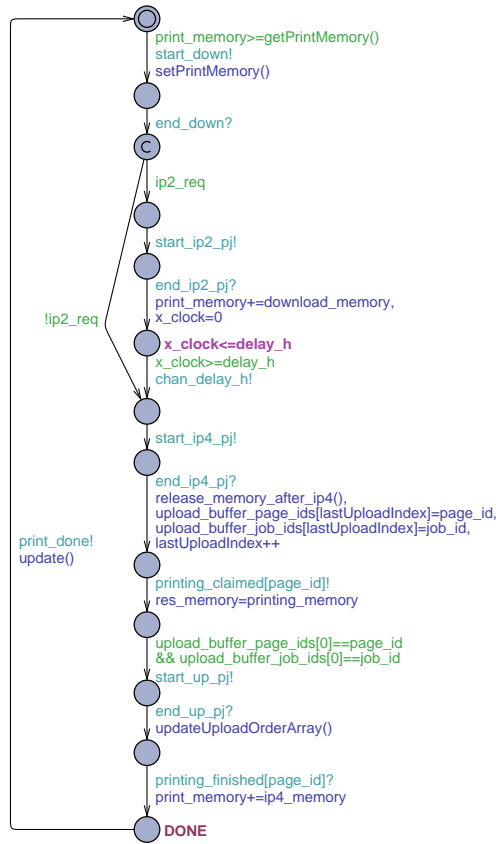 print_memory>=getPrintMemory()
start_down!
setPrintMemory()
end_down?
C
ip2_req
start_ip2_pj!
end_ip2_pj?
print_memory+=download_memory,
x_clock=0
!ip2_req
x_clock<=delay_h
x_clock>=delay_h
chan_delay_h!
start_ip4_pj!
end_ip4_pj?
release_memory_after_ip4(),
upload_buffer_page_ids[lastUploadIndex]=page_id,
upload_buffer_job_ids[lastUploadIndex]=job_id,
lastUploadIndex++
print_done!
update()
printing_claimed[page_id]!
res_memory=printing_memory
upload_buffer_page_ids[0]==page_id
&& upload_buffer_job_ids[0]==job_id
start_up_pj!
end_up_pj?
updateUploadOrderArray()
printing_finished[page_id]?
print_memory+=ip4_memory
DONE